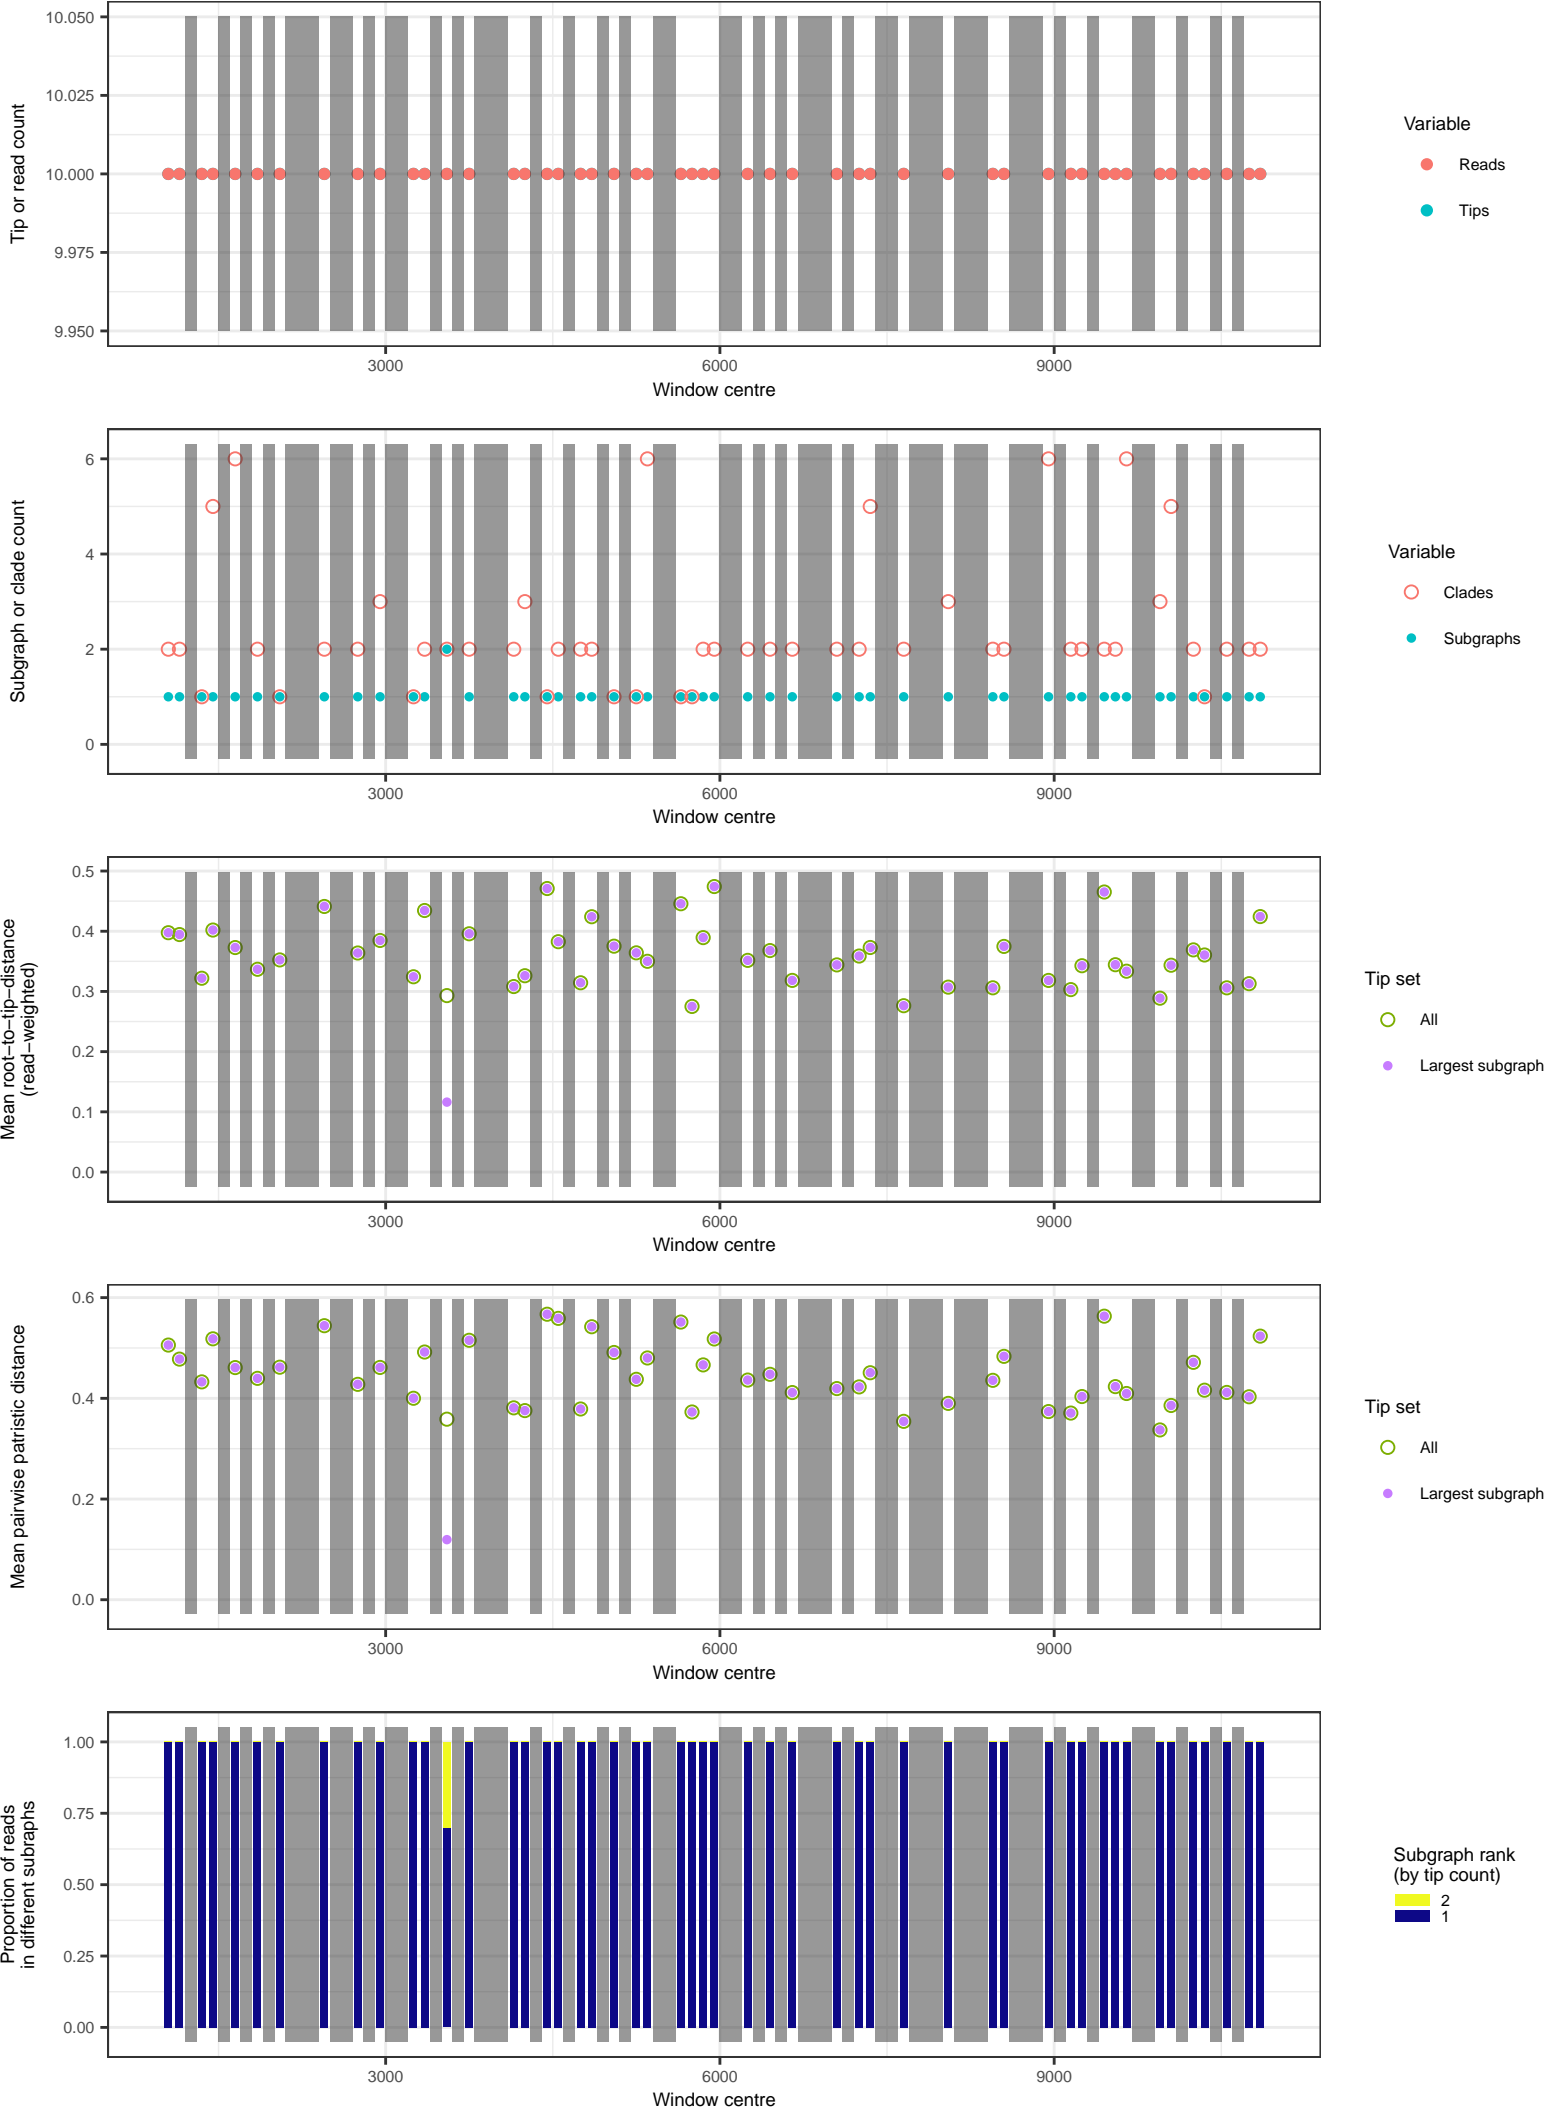 10.050
10.025
10.000
9.975
9.950
Tip or read count
3000
6000
9000
Window centre
Variable
Reads
Tips
6
4
2
0
Subgraph or clade count
3000
6000
9000
Window centre
Variable
Clades
Subgraphs
0.5
0.4
0.3
0.2
0.1
0.0
Mean root−to−tip−distance
(read−weighted)
3000
6000
9000
Window centre
Tip set
All
Largest subgraph
0.6
0.4
0.2
0.0
Mean pairwise patristic distance
3000
6000
9000
Window centre
Tip set
All
Largest subgraph
1.00
0.75
0.50
0.25
0.00
Proportion of reads
in different subraphs
3000
6000
9000
Window centre
Subgraph rank
(by tip count)
2
1